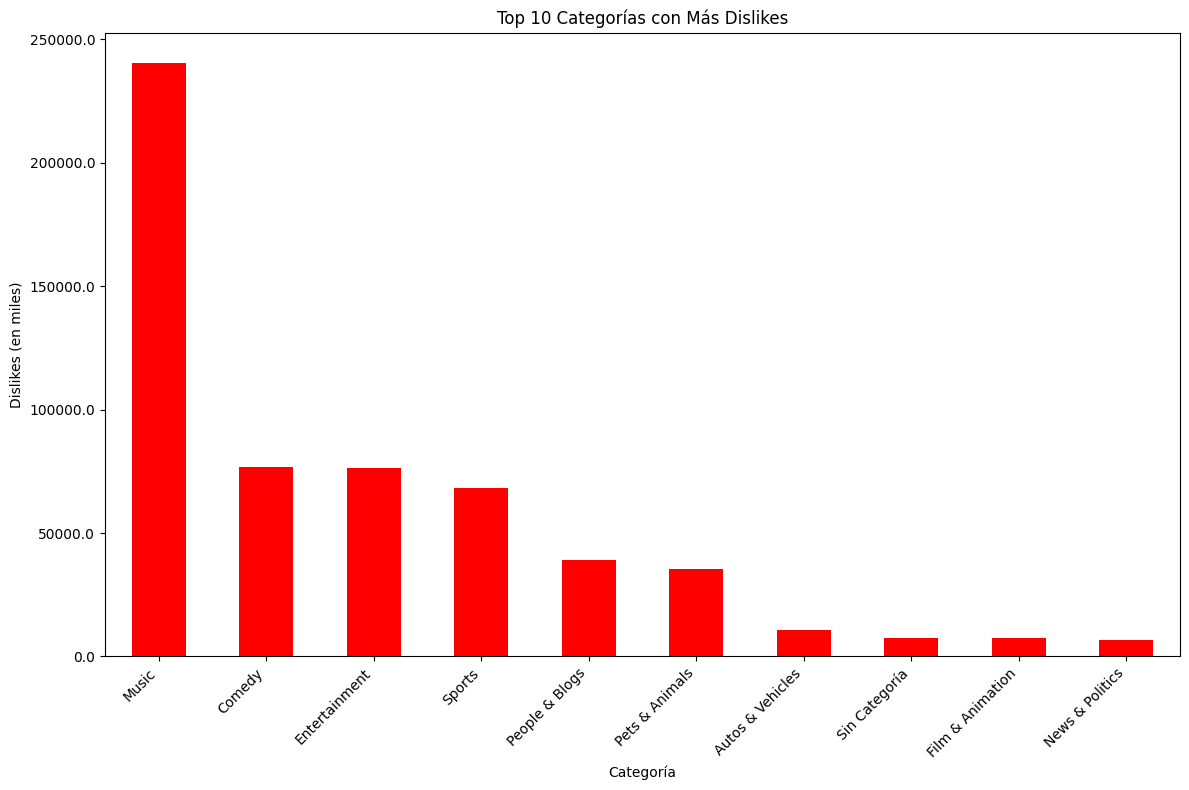 Top 10 Categorías con Más Dislikes
250000.0
200000.0
150000.0
100000.0
50000.0
0.0
Dislikes (en miles)
Music
Comedy
Entertainment
Sports
People & Blogs
Pets & Animals
Autos & Vehicles
Sin Categoría
Film & Animation
News & Politics
Categoría